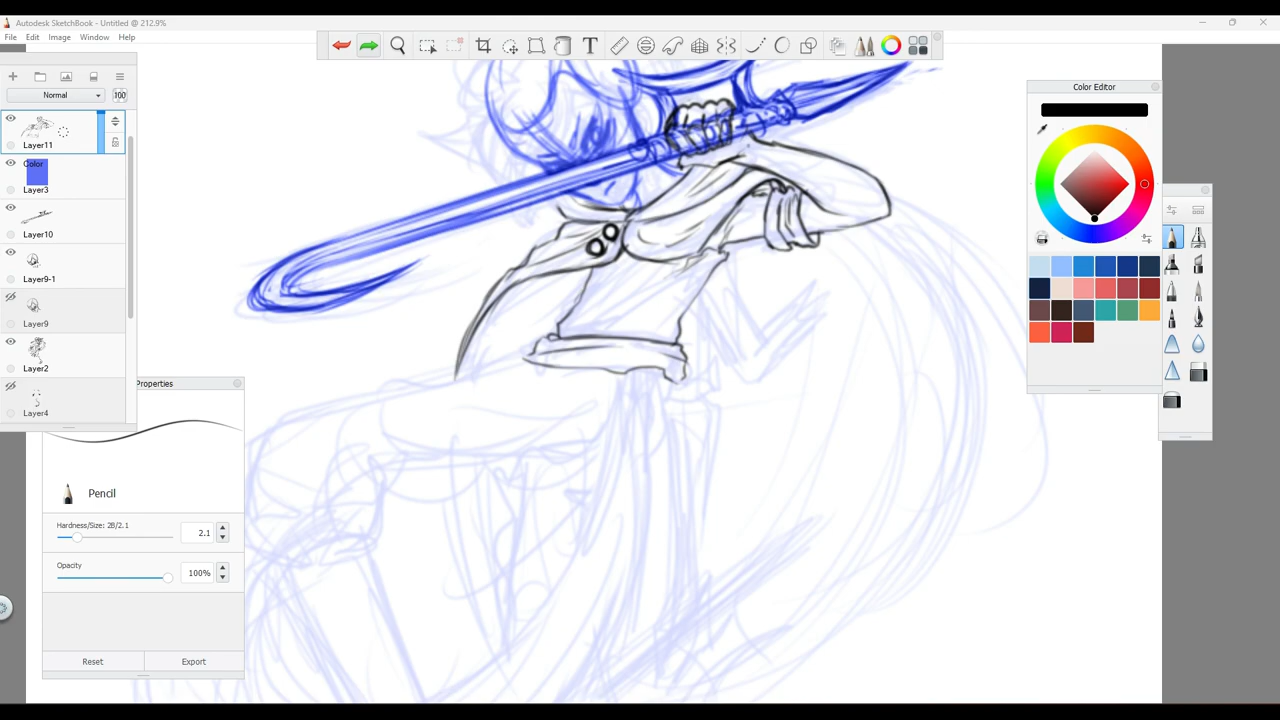 Autodesk SketchBook - Untitled @ 212.9%
File Edit Image Window Help
Normal
100
Layer11
Color
Layer3
Layer10
Layer9-1
Layer9
Layer2
Layer4
Properties
Pencil
Hardness/Size: 2B/2.1
2.1
Opacity
100%
Reset Export
Color Editor